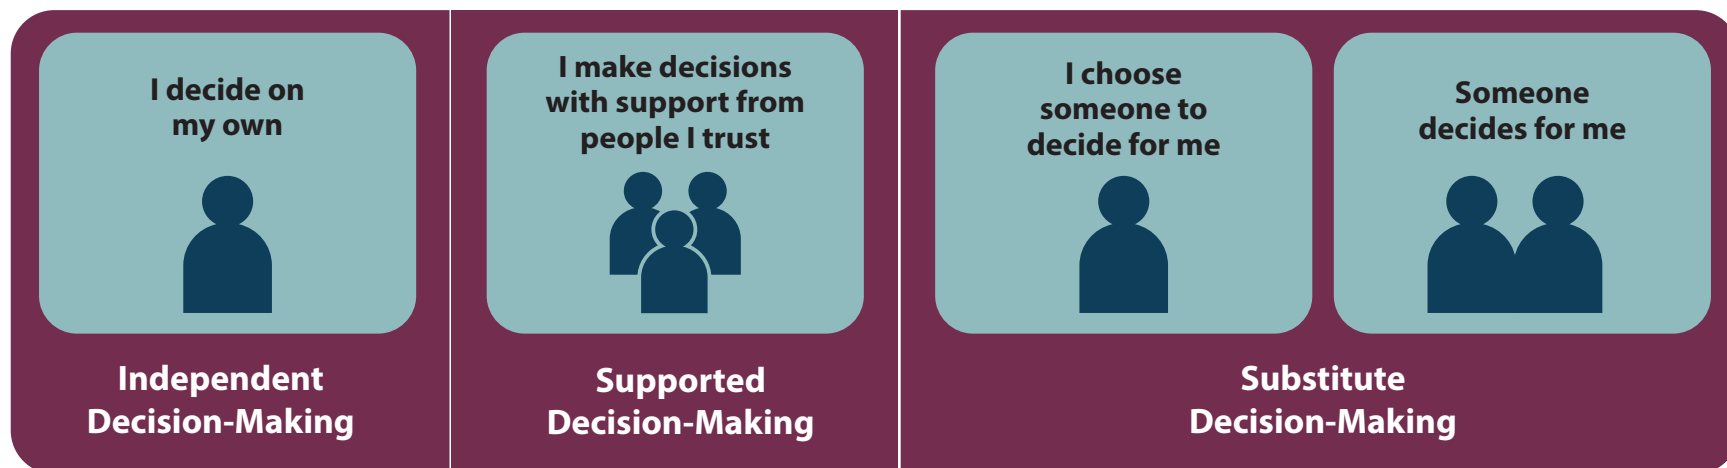 I decide on
my own
Independent
Decision-Making
I make decisions
with support from
people I trust
Supported
Decision-Making
I choose
someone to
decide for me
Someone
decides for me
Substitute
Decision-Making